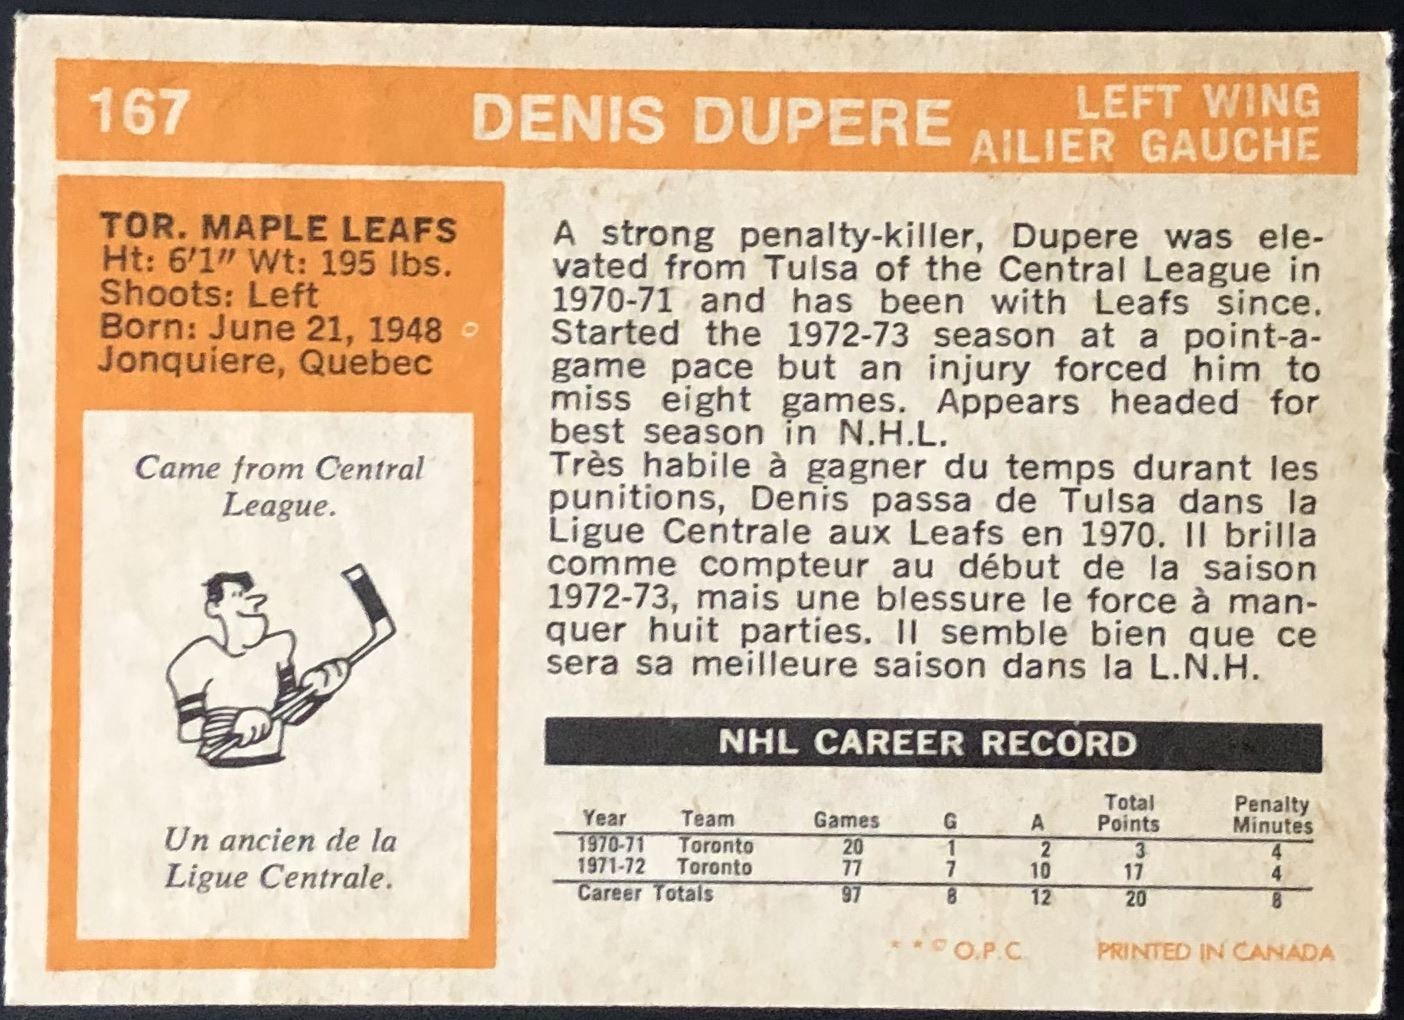 167
DENIS DUPERE
LEFT WING
AILIER GAUCHE
TOR. MAPLE LEAFS
Ht: 6'1" Wt: 195 lbs.
Shoots: Left
Born: June 21, 1948
Jonquiere, Quebec
Came from Central
League.
Un ancien de la
Ligue Centrale.
A strong penalty-killer, Dupere was ele-
vated from Tulsa of the Central League in
1970-71 and has been with Leafs since.
Started the 1972-73 season at a point-a-
game pace but an injury forced him to
miss eight games. Appears headed for
best season in N.H.L.
Très habile à gagner du temps durant les
punitions, Denis passa de Tulsa dans la
Ligue Centrale aux Leafs en 1970. Il brilla
comme compteur au début de la saison
1972-73, mais une blessure le force à man-
quer huit parties. Il semble bien que ce
sera sa meilleure saison dans la L.N.H.
NHL CAREER RECORD
Year Team Games G A Total Points Penalty Minutes
1970-71 Toronto 20 1 2 3 4
1971-72 Toronto 77 7 10 17 4
Career Totals 97 8 12 20 8
* * © O.P.C. PRINTED IN CANADA